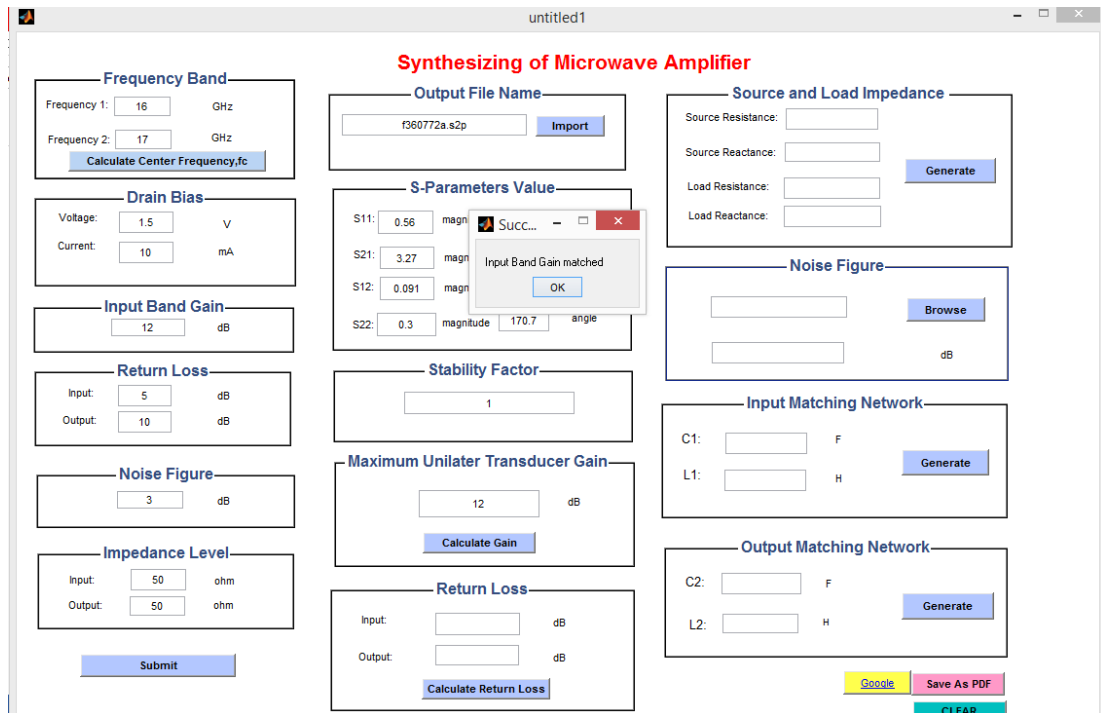 untitled1
Synthesizing of Microwave Amplifier
Frequency Band
Frequency 1: 16 GHz
Frequency 2: 17 GHz
Calculate Center Frequency,fc
Drain Bias
Voltage: 1.5 V
Current: 10 mA
Input Band Gain
12 dB
Return Loss
Input: 5 dB
Output: 10 dB
Noise Figure
3 dB
Impedance Level
Input: 50 ohm
Output: 50 ohm
Submit
Output File Name
f360772a.s2p Import
S-Parameters Value
S11: 0.56 magn
S21: 3.27 magn
S12: 0.091 magn
S22: 0.3 magnitude 170.7 angle
Succ...
Input Band Gain matched
OK
Stability Factor
1
Maximum Unilater Transducer Gain
12 dB
Calculate Gain
Return Loss
Input: dB
Output: dB
Calculate Return Loss
Source and Load Impedance
Source Resistance:
Source Reactance:
Generate
Load Resistance:
Load Reactance:
Noise Figure
Browse
dB
Input Matching Network
C1: F
Generate
L1: H
Output Matching Network
C2: F
Generate
L2: H
Google Save As PDF
CLEAR